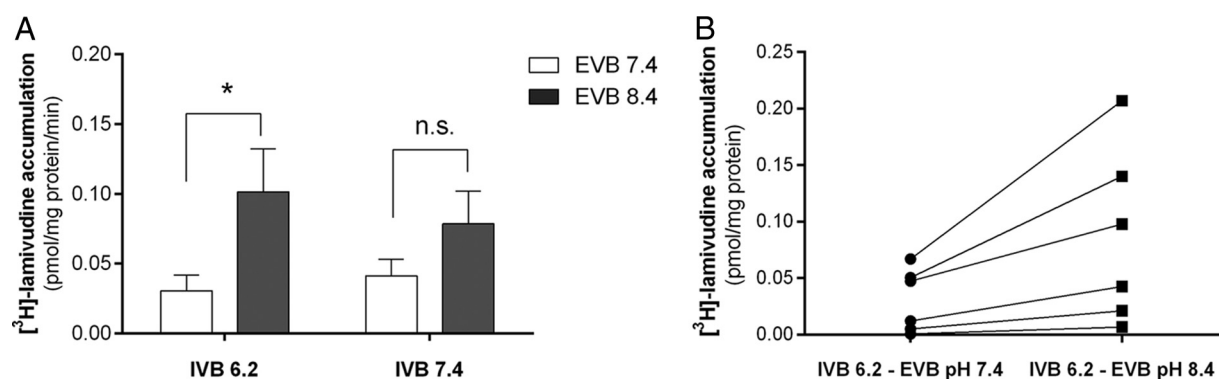 A
[³H]-lamivudine accumulation
(pmol/mg protein/min)
0.20
0.15
0.10
0.05
0.00
*
n.s.
EVB 7.4
EVB 8.4
IVB 6.2
IVB 7.4
B
[³H]-lamivudine accumulation
(pmol/mg protein)
0.25
0.20
0.15
0.10
0.05
0.00
IVB 6.2 - EVB pH 7.4
IVB 6.2 - EVB pH 8.4